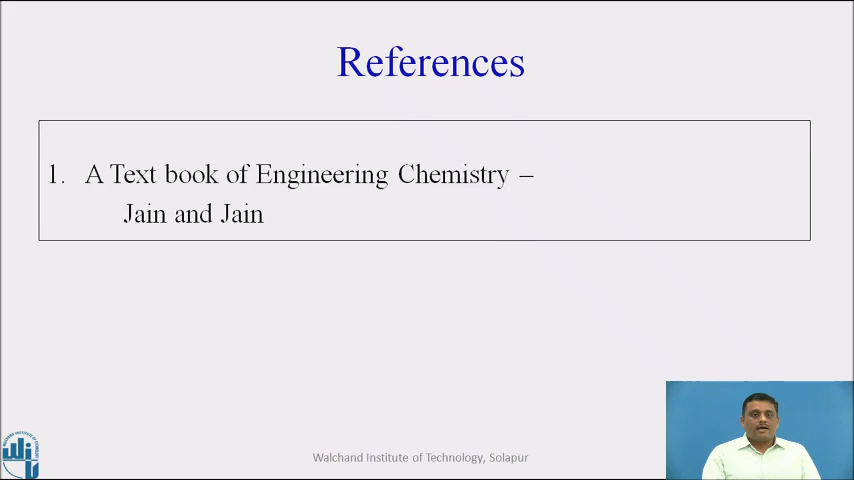 References
1. A Text book of Engineering Chemistry –
Jain and Jain
Walchand Institute of Technology, Solapur